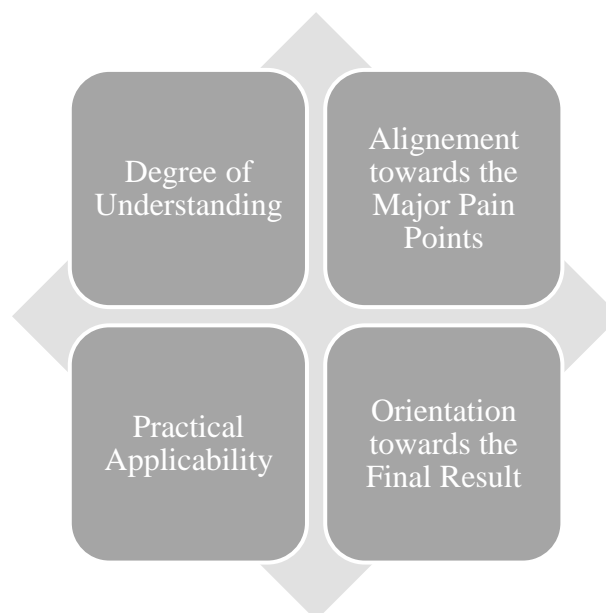 Degree of
Understanding
Alignement
towards the
Major Pain
Points
Practical
Applicability
Orientation
towards the
Final Result